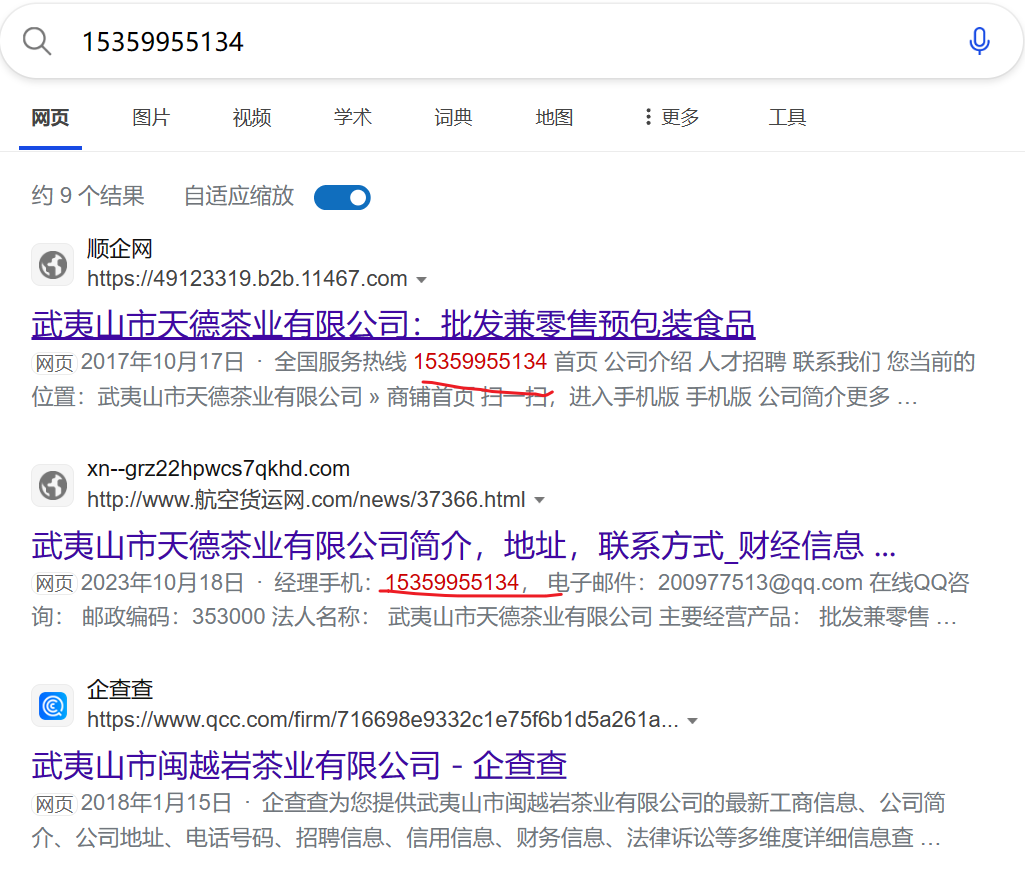 15359955134
网页 图片 视频 学术 词典 地图 更多 工具
约 9 个结果 自适应缩放
顺企网
https://49123319.b2b.11467.com
武夷山市天德茶业有限公司：批发兼零售预包装食品
网页 2017年10月17日 · 全国服务热线 15359955134 首页 公司介绍 人才招聘 联系我们 您当前的
位置：武夷山市天德茶业有限公司 » 商铺首页 扫一扫，进入手机版 手机版 公司简介更多 …
xn--grz22hpwcs7qkhd.com
http://www.航空货运网.com/news/37366.html
武夷山市天德茶业有限公司简介，地址，联系方式_财经信息 ...
网页 2023年10月18日 · 经理手机：15359955134， 电子邮件：200977513@qq.com 在线QQ咨
询： 邮政编码：353000 法人名称： 武夷山市天德茶业有限公司 主要经营产品： 批发兼零售 …
企查查
https://www.qcc.com/firm/716698e9332c1e75f6b1d5a261a...
武夷山市闽越岩茶业有限公司 - 企查查
网页 2018年1月15日 · 企查查为您提供武夷山市闽越岩茶业有限公司的最新工商信息、公司简
介、公司地址、电话号码、招聘信息、信用信息、财务信息、法律诉讼等多维度详细信息查 …